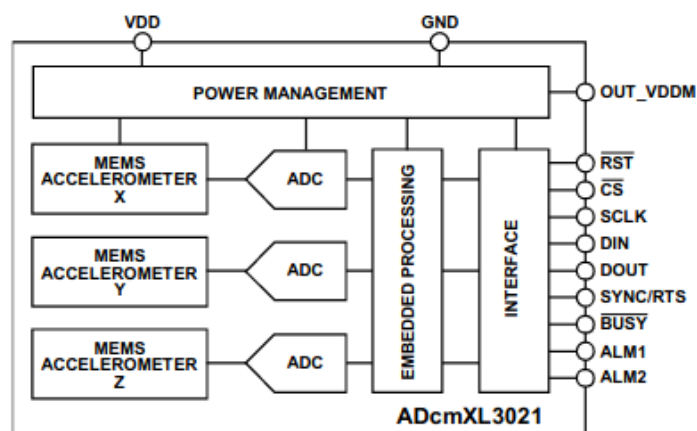 VDD
GND
POWER MANAGEMENT
OUT_VDDM
MEMS
ACCELEROMETER
X
ADC
MEMS
ACCELEROMETER
Y
ADC
MEMS
ACCELEROMETER
Z
ADC
EMBEDDED PROCESSING
INTERFACE
RST
CS
SCLK
DIN
DOUT
SYNC/RTS
BUSY
ALM1
ALM2
ADcmXL3021